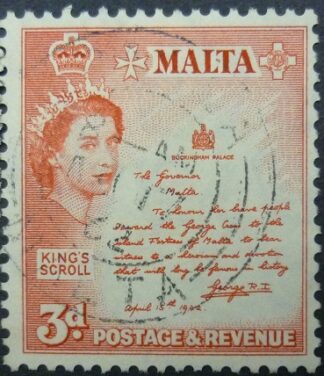 MALTA
BUCKINGHAM PALACE
The Governor
Malta
To Honour her brave people
I award the George Cross to the
Island Fortress of Malta to bear
witness to a heroism and devotion
that will long be famous in history
George R.I.
April 15th 1942.
KING'S
SCROLL
3d POSTAGE & REVENUE
TA